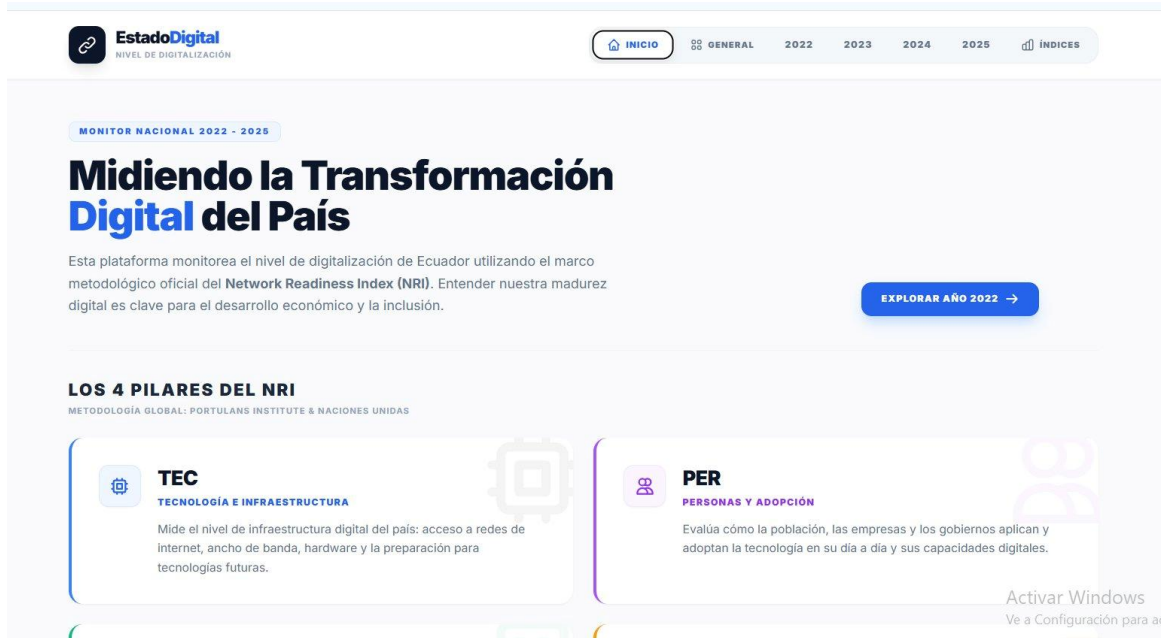 EstadoDigital
NIVEL DE DIGITALIZACIÓN
INICIO
GENERAL
2022
2023
2024
2025
ÍNDICES
MONITOR NACIONAL 2022 - 2025
Midiendo la Transformación
Digital del País
Esta plataforma monitorea el nivel de digitalización de Ecuador utilizando el marco
metodológico oficial del Network Readiness Index (NRI). Entender nuestra madurez
digital es clave para el desarrollo económico y la inclusión.
EXPLORAR AÑO 2022 →
LOS 4 PILARES DEL NRI
METODOLOGÍA GLOBAL: PORTULANS INSTITUTE & NACIONES UNIDAS
TEC
TECNOLOGÍA E INFRAESTRUCTURA
Mide el nivel de infraestructura digital del país: acceso a redes de
internet, ancho de banda, hardware y la preparación para
tecnologías futuras.
PER
PERSONAS Y ADOPCIÓN
Evalúa cómo la población, las empresas y los gobiernos aplican y
adoptan la tecnología en su día a día y sus capacidades digitales.
Activar Windows
Ve a Configuración para